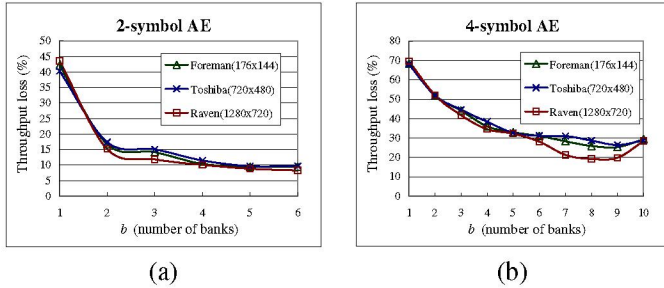 2-symbol AE
Throughput loss (%)
50
45
40
35
30
25
20
15
10
5
0
Foreman(176x144)
Toshiba(720x480)
Raven(1280x720)
1 2 3 4 5 6
b (number of banks)
(a)
4-symbol AE
Throughput loss (%)
80
70
60
50
40
30
20
10
0
Foreman(176x144)
Toshiba(720x480)
Raven(1280x720)
1 2 3 4 5 6 7 8 9 10
b (number of banks)
(b)